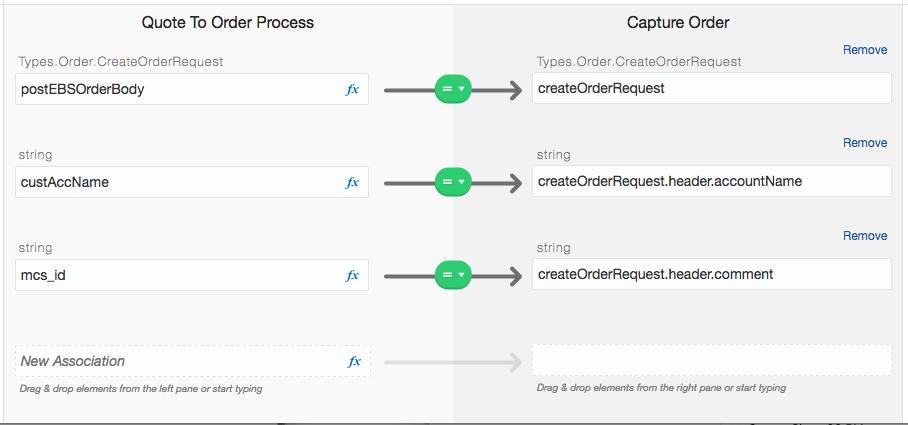 Quote To Order Process
Capture Order
Remove
Types.Order.CreateOrderRequest
Types.Order.CreateOrderRequest
postEBSOrderBody fx
=
createOrderRequest
Remove
string
string
custAccName fx
=
createOrderRequest.header.accountName
Remove
string
string
mcs_id fx
=
createOrderRequest.header.comment
New Association fx
Drag & drop elements from the left pane or start typing
Drag & drop elements from the right pane or start typing